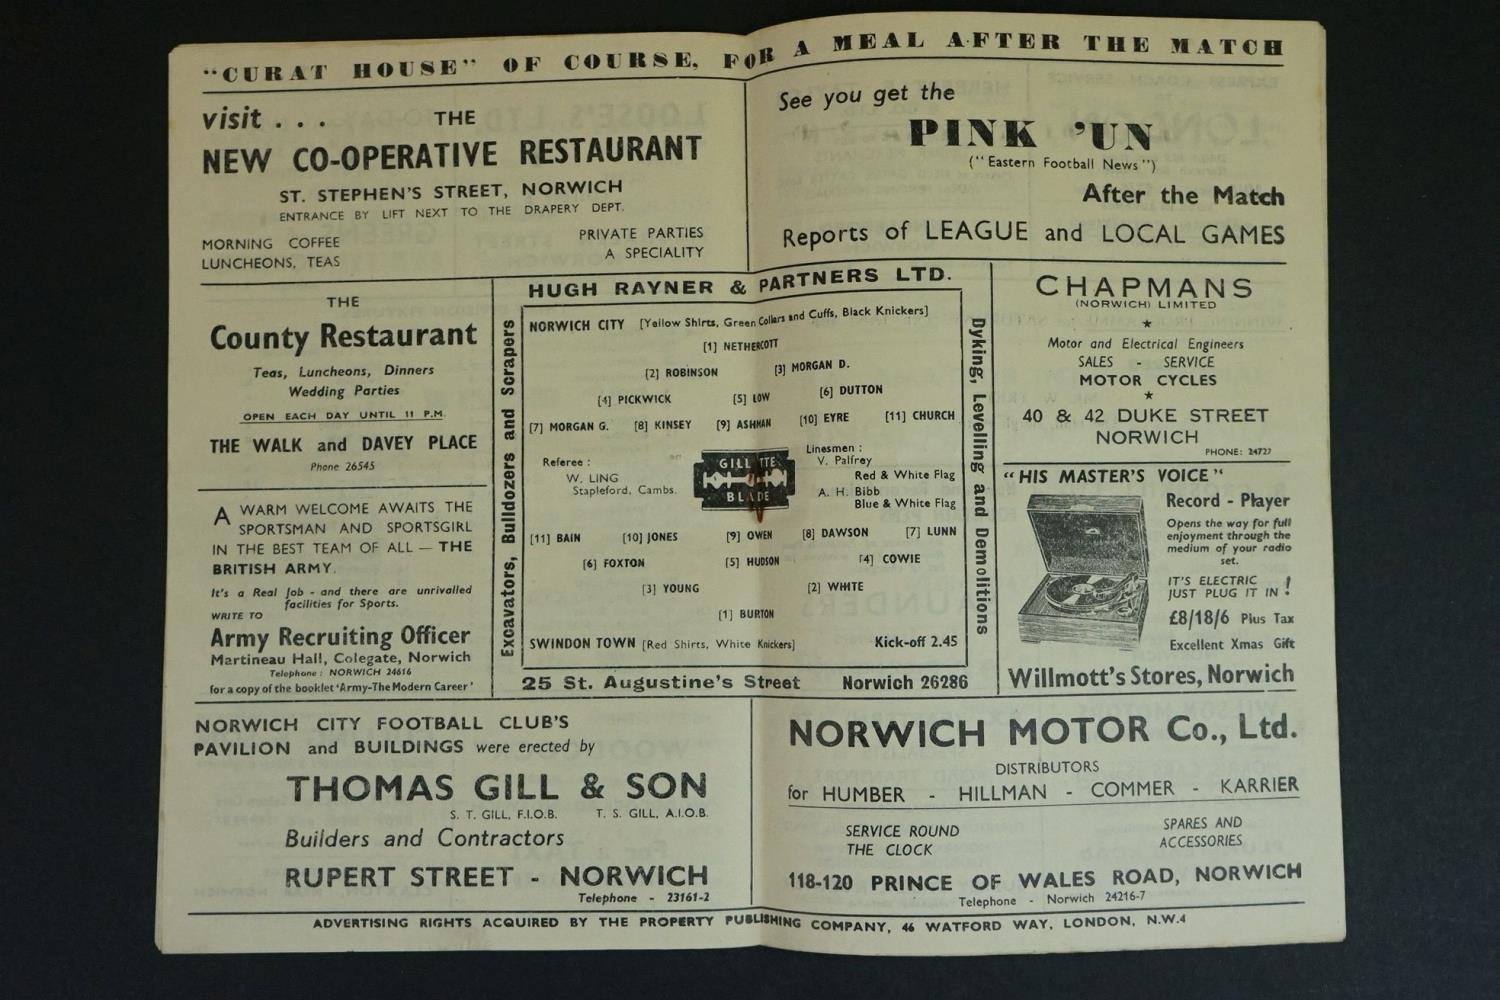 "CURAT HOUSE" OF COURSE, FOR A MEAL AFTER THE MATCH
visit . . . THE
NEW CO-OPERATIVE RESTAURANT
ST. STEPHEN'S STREET, NORWICH
ENTRANCE BY LIFT NEXT TO THE DRAPERY DEPT.
MORNING COFFEE
LUNCHEONS, TEAS
PRIVATE PARTIES
A SPECIALITY
See you get the
PINK 'UN
("Eastern Football News")
After the Match
Reports of LEAGUE and LOCAL GAMES
THE
County Restaurant
Teas, Luncheons, Dinners
Wedding Parties
OPEN EACH DAY UNTIL 11 P.M.
THE WALK and DAVEY PLACE
Phone 26545
A WARM WELCOME AWAITS THE
SPORTSMAN AND SPORTSGIRL
IN THE BEST TEAM OF ALL — THE
BRITISH ARMY.
It's a Real Job - and there are unrivalled
facilities for Sports.
WRITE TO
Army Recruiting Officer
Martineau Hall, Colegate, Norwich
Telephone: NORWICH 24616
for a copy of the booklet 'Army-The Modern Career'
HUGH RAYNER & PARTNERS LTD.
Excavators, Bulldozers and Scrapers
NORWICH CITY [Yellow Shirts, Green Collars and Cuffs, Black Knickers]
[1] NETHERCOTT
[2] ROBINSON [3] MORGAN D.
[4] PICKWICK [5] LOW [6] DUTTON
[7] MORGAN G. [8] KINSEY [9] ASHMAN [10] EYRE [11] CHURCH
Referee :
W. LING
Stapleford, Cambs.
GILLETTE
BLADE
Linesmen :
V. Palfrey
Red & White Flag
A. H. Bibb
Blue & White Flag
[11] BAIN [10] JONES [9] OWEN [8] DAWSON [7] LUNN
[6] FOXTON [5] HUDSON [4] COWIE
[3] YOUNG [2] WHITE
[1] BURTON
SWINDON TOWN [Red Shirts, White Knickers] Kick-off 2.45
Dyking, Levelling and Demolitions
25 St. Augustine's Street Norwich 26286
CHAPMANS
(NORWICH) LIMITED
★
Motor and Electrical Engineers
SALES - SERVICE
MOTOR CYCLES
★
40 & 42 DUKE STREET
NORWICH
PHONE: 24727
"HIS MASTER'S VOICE"
Record - Player
Opens the way for full
enjoyment through the
medium of your radio
set.
IT'S ELECTRIC
JUST PLUG IT IN !
£8/18/6 Plus Tax
Excellent Xmas Gift
Willmott's Stores, Norwich
NORWICH CITY FOOTBALL CLUB'S
PAVILION and BUILDINGS were erected by
THOMAS GILL & SON
S. T. GILL, F.I.O.B. T. S. GILL, A.I.O.B.
Builders and Contractors
RUPERT STREET - NORWICH
Telephone - 23161-2
NORWICH MOTOR Co., Ltd.
DISTRIBUTORS
for HUMBER - HILLMAN - COMMER - KARRIER
SERVICE ROUND
THE CLOCK
SPARES AND
ACCESSORIES
118-120 PRINCE OF WALES ROAD, NORWICH
Telephone - Norwich 24216-7
ADVERTISING RIGHTS ACQUIRED BY THE PROPERTY PUBLISHING COMPANY, 46 WATFORD WAY, LONDON, N.W.4